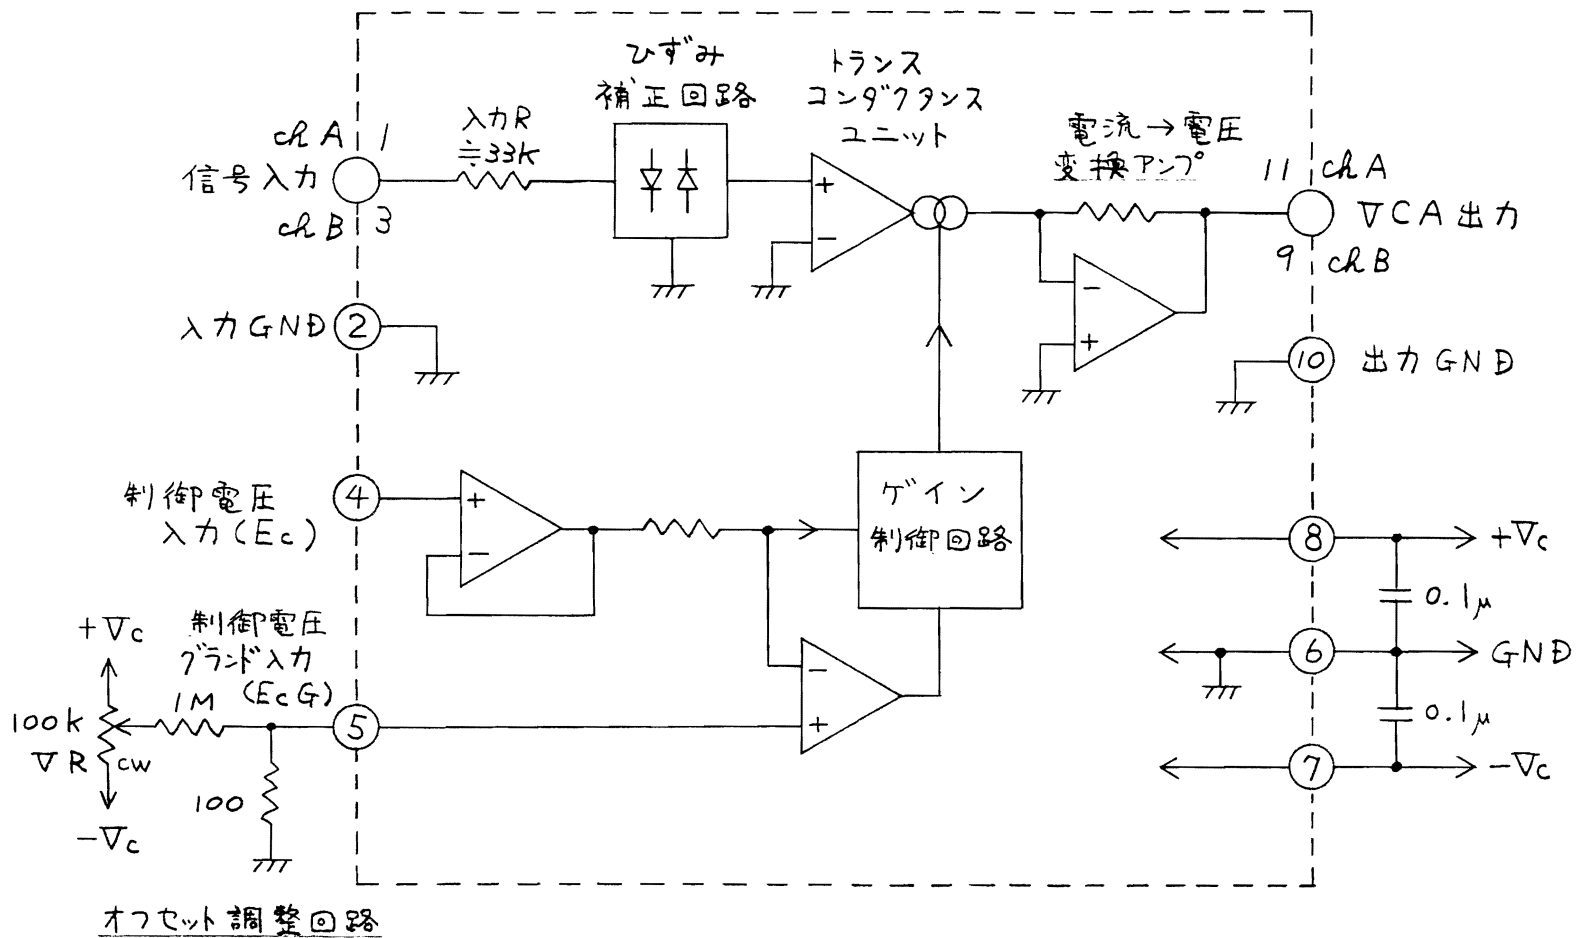 ひずみ
補正回路
トランス
コンダクタンス
ユニット
電流→電圧
変換アンプ
chA 1
信号入力
chB 3
入力R
≒33K
+
−
11 chA
VCA出力
9 chB
−
+
入力GND 2
10 出力GND
制御電圧 4
入力(Ec)
+
−
ゲイン
制御回路
8 +Vc
0.1μ
6 GND
0.1μ
7 −Vc
+Vc
制御電圧
グランド入力
(EcG)
1M
100k
VR cw
5
−
+
100
−Vc
オフセット調整回路